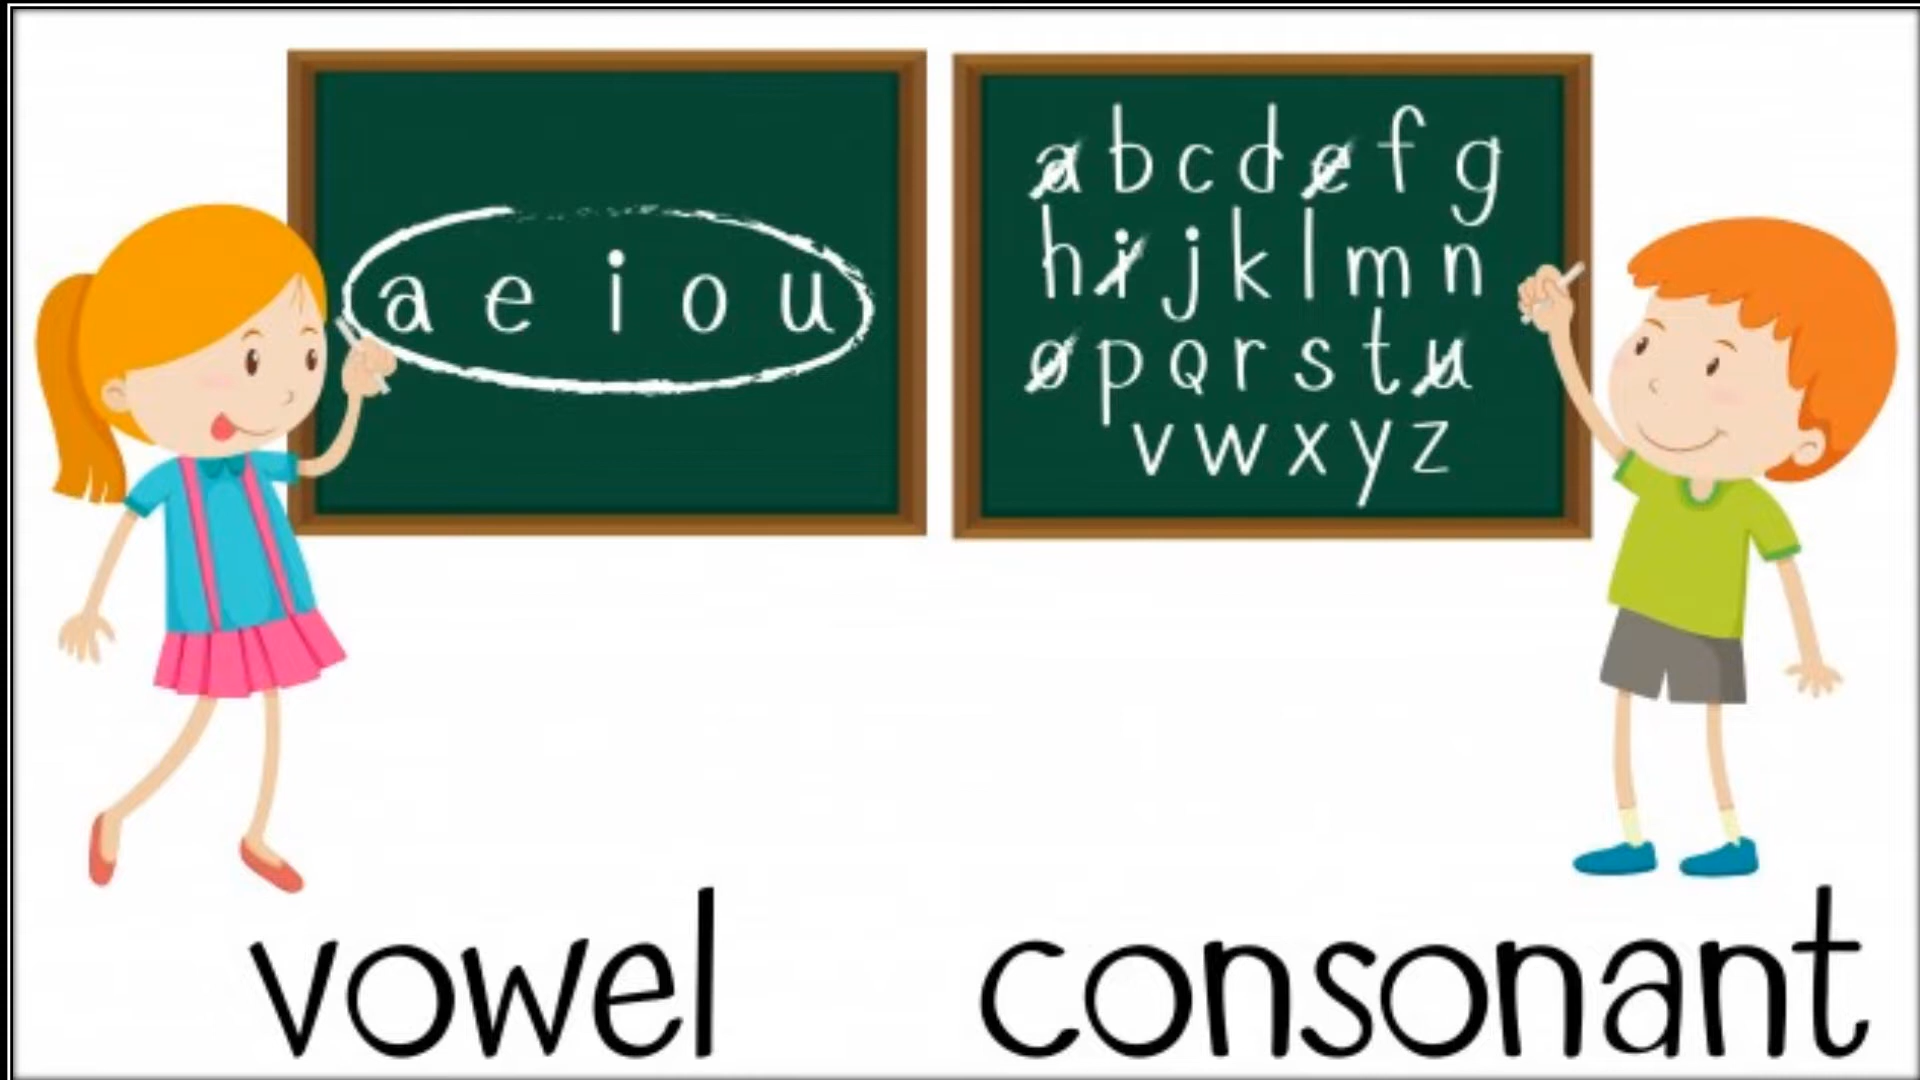 a e i o u
a b c d e f g
h i j k l m n
o p q r s t u
v w x y z
vowel
consonant